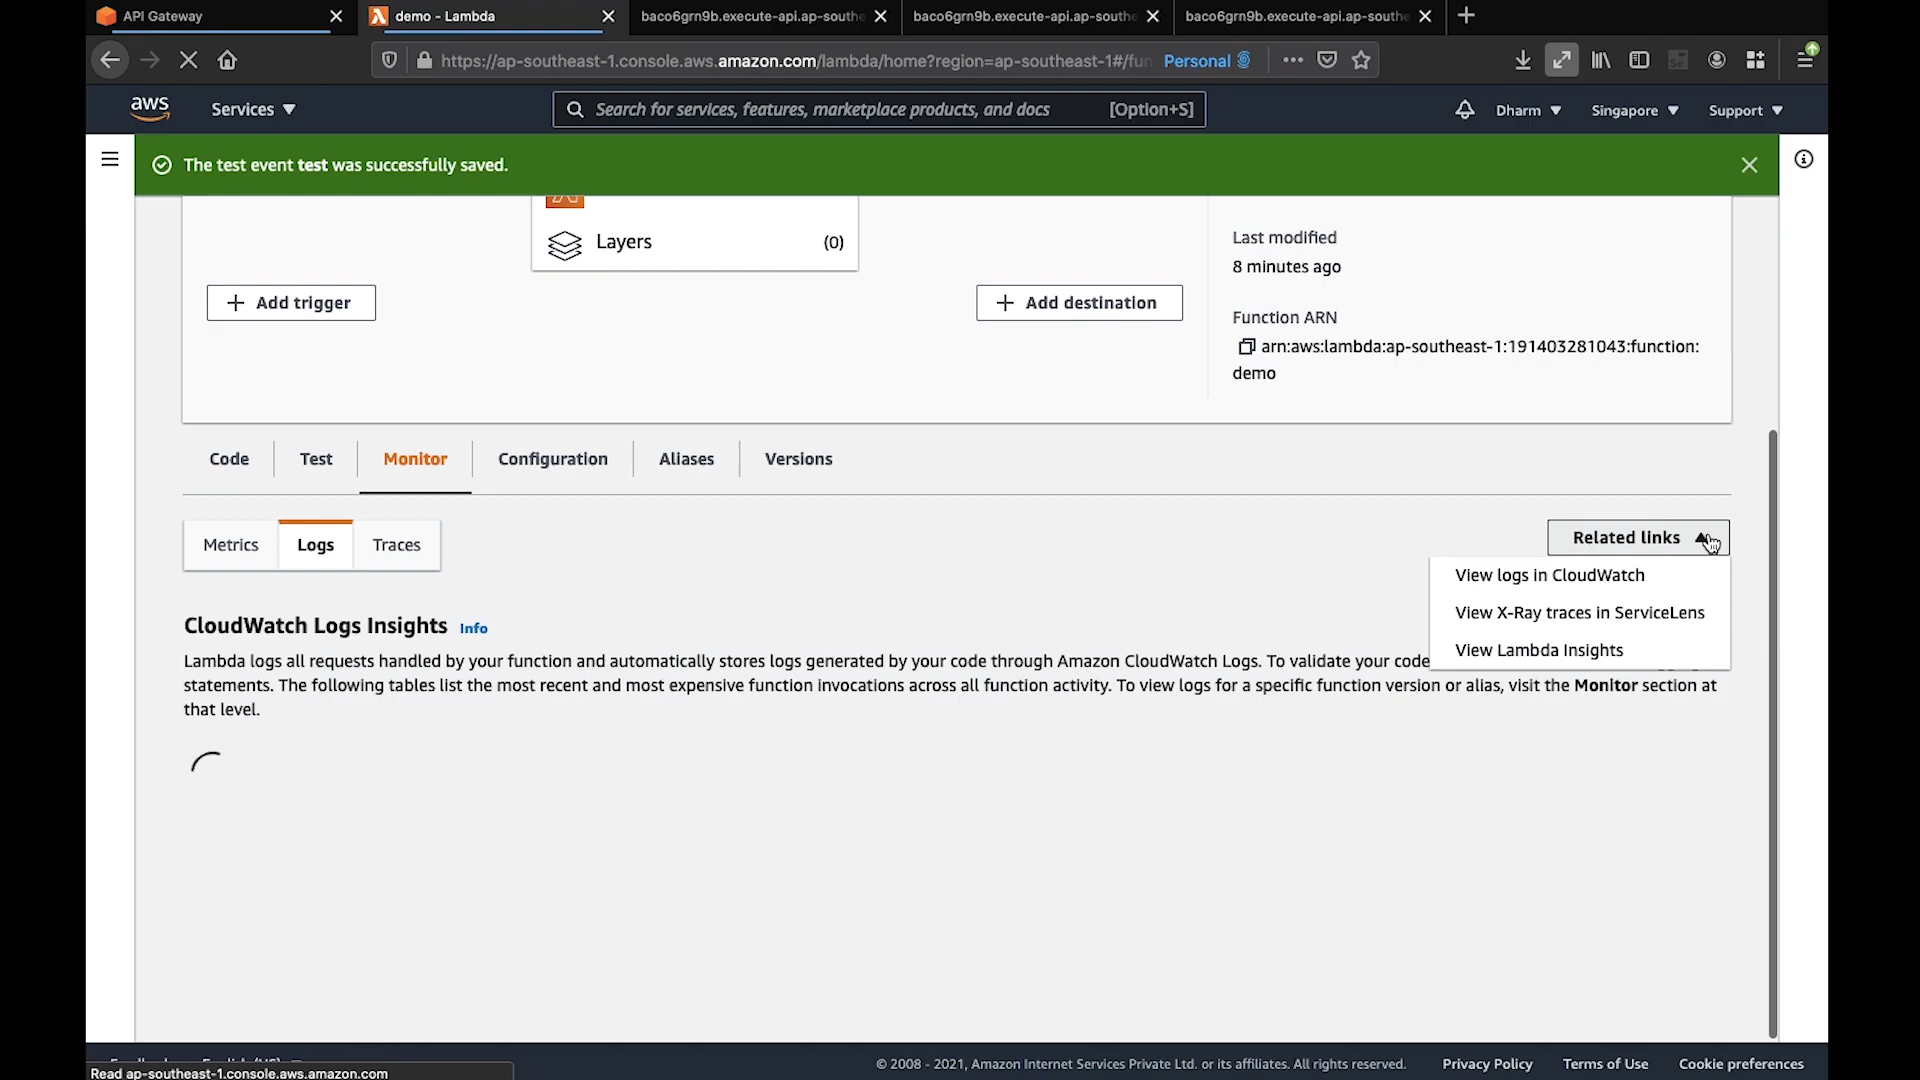 API Gateway
demo - Lambda
baco6grn9b.execute-api.ap-southe
baco6grn9b.execute-api.ap-southe
baco6grn9b.execute-api.ap-southe
https://ap-southeast-1.console.aws.amazon.com/lambda/home?region=ap-southeast-1#/fun
Personal
aws
Services
Search for services, features, marketplace products, and docs
[Option+S]
Dharm
Singapore
Support
The test event test was successfully saved.
Layers
(0)
Last modified
8 minutes ago
Add trigger
Add destination
Function ARN
arn:aws:lambda:ap-southeast-1:191403281043:function:
demo
Code
Test
Monitor
Configuration
Aliases
Versions
Metrics
Logs
Traces
Related links
View logs in CloudWatch
View X-Ray traces in ServiceLens
View Lambda Insights
CloudWatch Logs Insights Info
Lambda logs all requests handled by your function and automatically stores logs generated by your code through Amazon CloudWatch Logs. To validate your code
statements. The following tables list the most recent and most expensive function invocations across all function activity. To view logs for a specific function version or alias, visit the Monitor section at
that level.
© 2008 - 2021, Amazon Internet Services Private Ltd. or its affiliates. All rights reserved.
Privacy Policy
Terms of Use
Cookie preferences
Read ap-southeast-1.console.aws.amazon.com